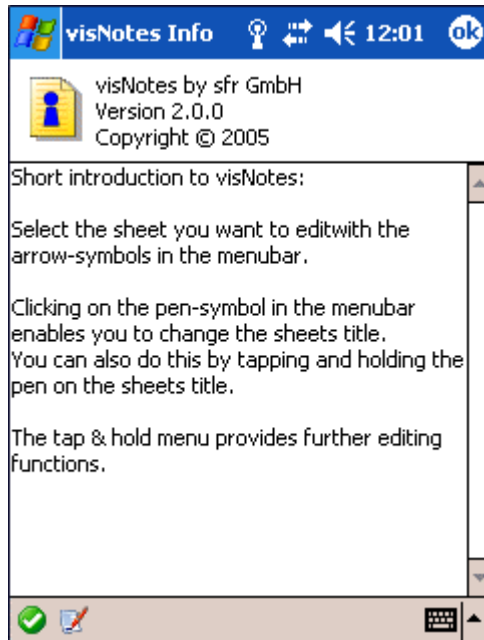 visNotes Info 12:01 ok
visNotes by sfr GmbH
Version 2.0.0
Copyright © 2005
Short introduction to visNotes:
Select the sheet you want to editwith the
arrow-symbols in the menubar.
Clicking on the pen-symbol in the menubar
enables you to change the sheets title.
You can also do this by tapping and holding the
pen on the sheets title.
The tap & hold menu provides further editing
functions.